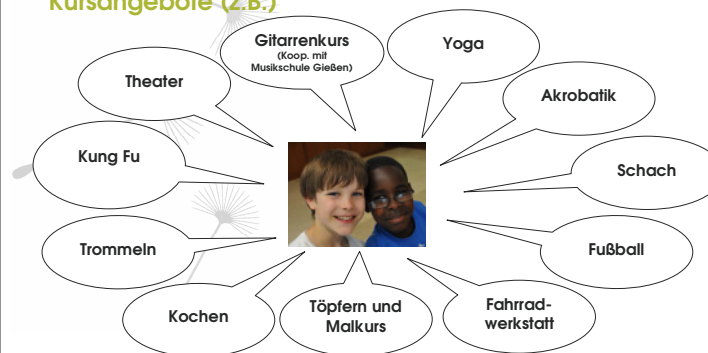 Kursangebote (z.B.)
Gitarrenkurs
(Koop. mit
Musikschule Gießen)
Yoga
Theater
Akrobatik
Kung Fu
Schach
Trommeln
Fußball
Kochen
Töpfern und
Malkurs
Fahrrad-
werkstatt